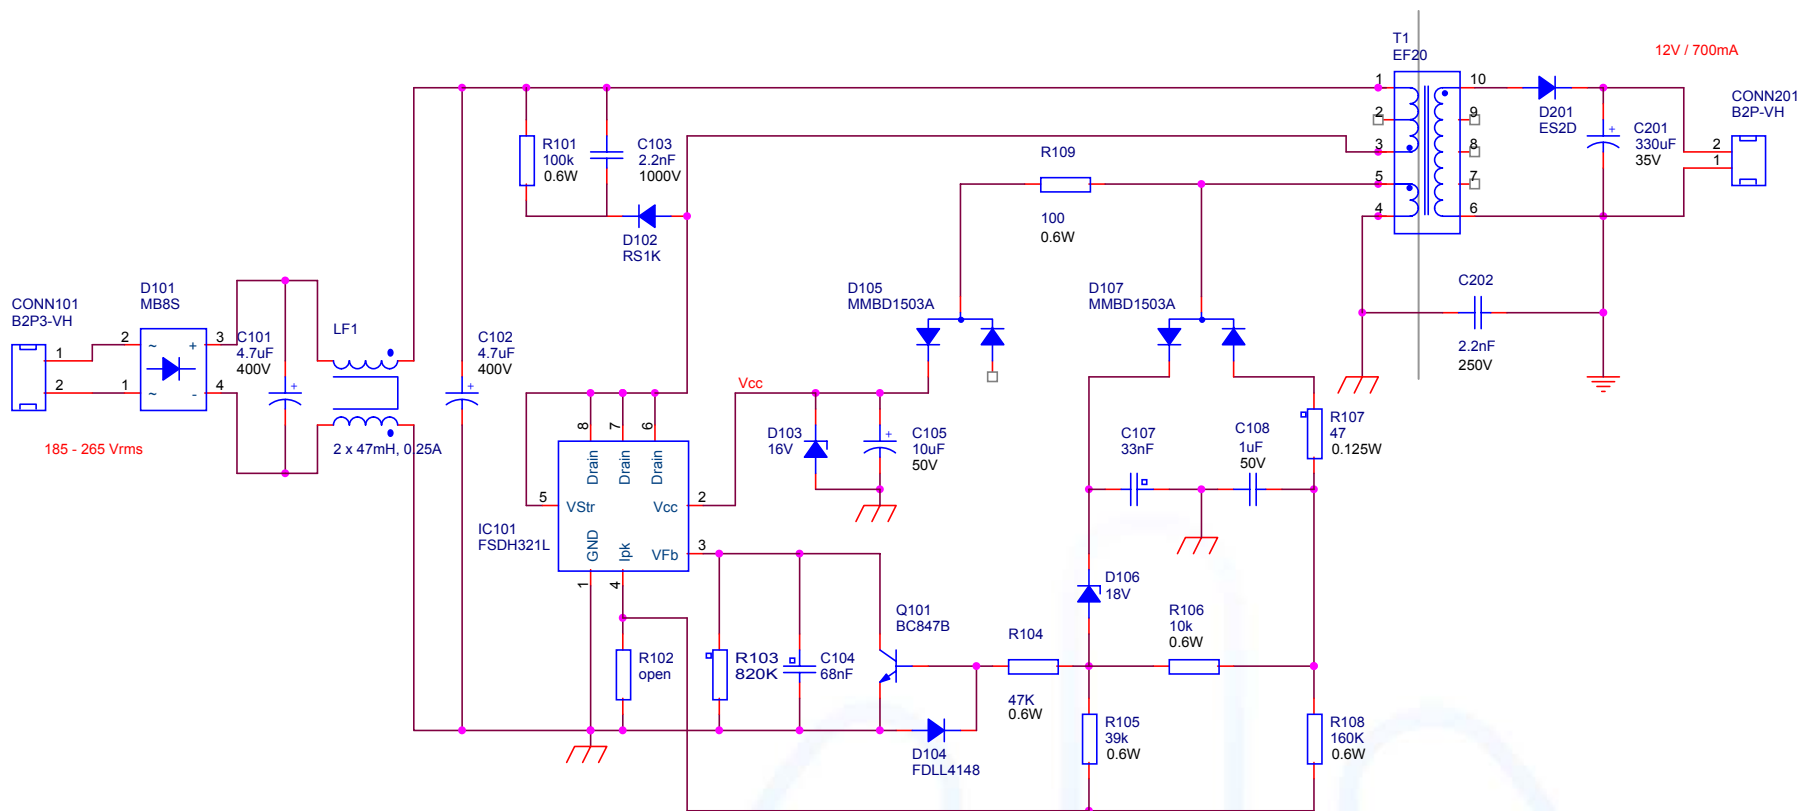 T1
EF20
12V / 700mA
1
2
3
5
4
10
9
8
7
6
D201
ES2D
C201
330uF
35V
CONN201
B2P-VH
2
1
R101
100k
0.6W
C103
2.2nF
1000V
D102
RS1K
R109
100
0.6W
C202
2.2nF
250V
CONN101
B2P3-VH
1
2
185 - 265 Vrms
D101
MB8S
2
1
3
4
~
~
+
-
C101
4.7uF
400V
+
LF1
2 x 47mH, 0.25A
C102
4.7uF
400V
+
D105
MMBD1503A
D107
MMBD1503A
Vcc
D103
16V
C105
10uF
50V
+
8
7
6
Drain
Drain
Drain
5
VStr
Vcc
2
IC101
FSDH321L
GND
Ipk
VFb
3
1
4
R102
open
R103
820K
C104
68nF
Q101
BC847B
D104
FDLL4148
R104
47K
0.6W
C107
33nF
C108
1uF
50V
R107
47
0.125W
D106
18V
R106
10k
0.6W
R105
39k
0.6W
R108
160K
0.6W
+